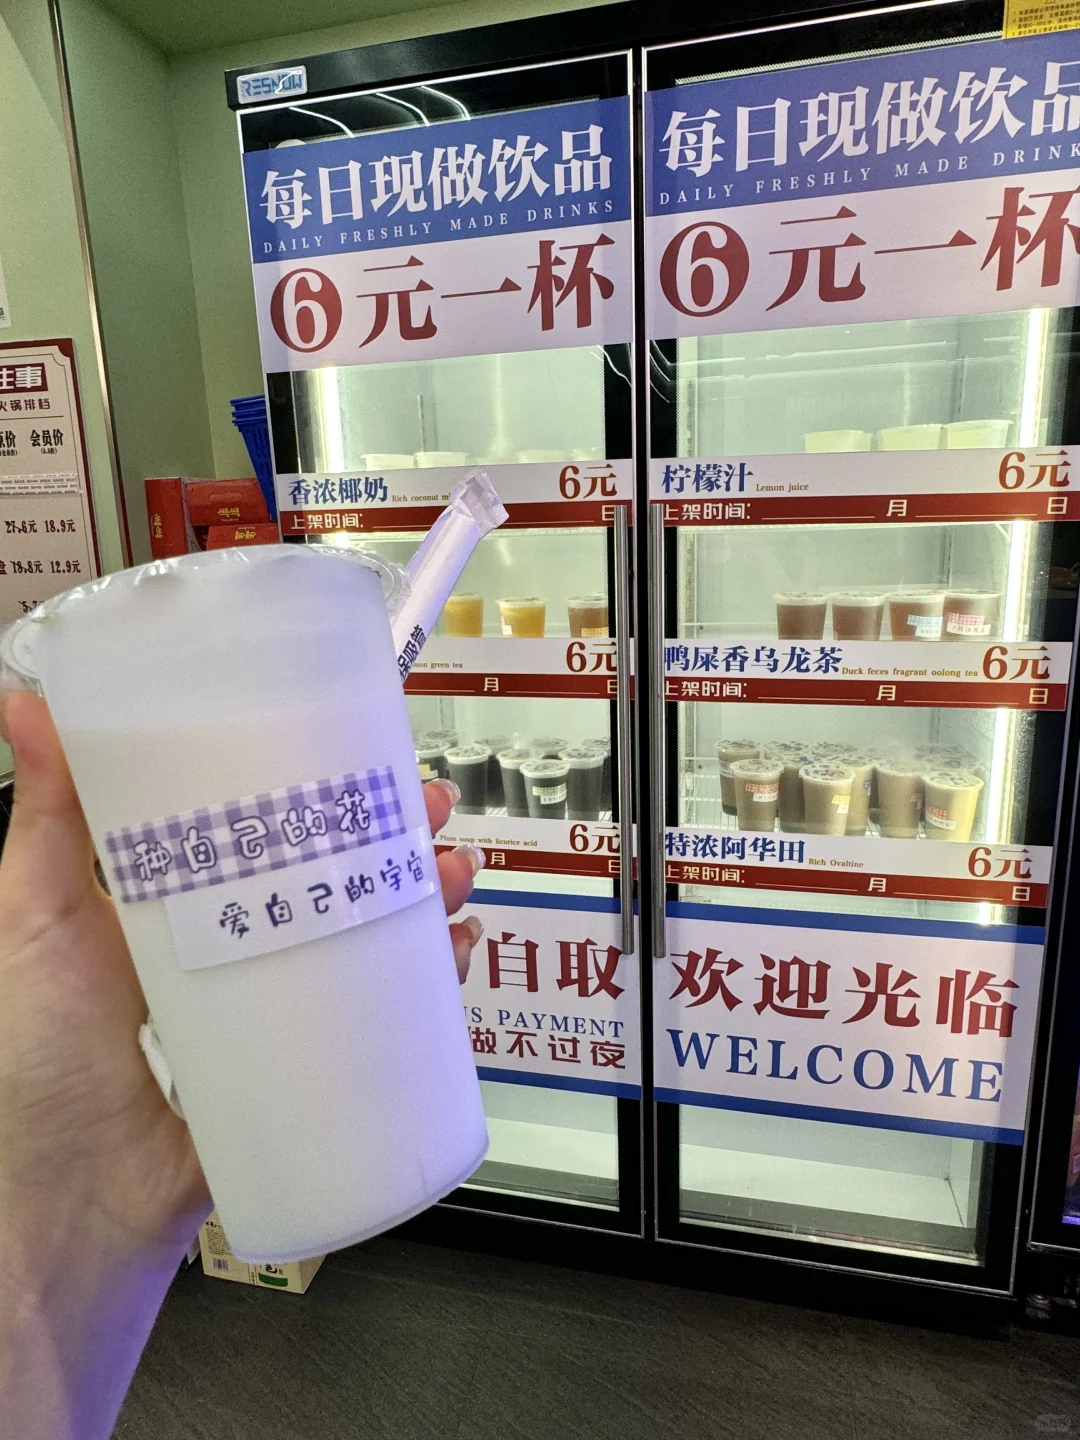 RESNOW
每日现做饮品
DAILY FRESHLY MADE DRINKS
6元一杯
每日现做饮品
DAILY FRESHLY MADE DRINK
6元一杯
火锅排档
会员价
27.6元 18.9元
18.8元 12.9元
香浓椰奶 Rich coconut 6元
上架时间: 日
柠檬汁 Lemon juice 6元
上架时间: 月 日
green tea 6元
月 日
鸭屎香乌龙茶 Duck feces fragrant oolong tea 6元
上架时间: 月 日
Plum soup with licorice acid 6元
月 日
特浓阿华田 Rich Ovaltine 6元
上架时间: 月 日
种自己的花
爱自己的宇宙
自取
PAYMENT
做不过夜
欢迎光临
WELCOME